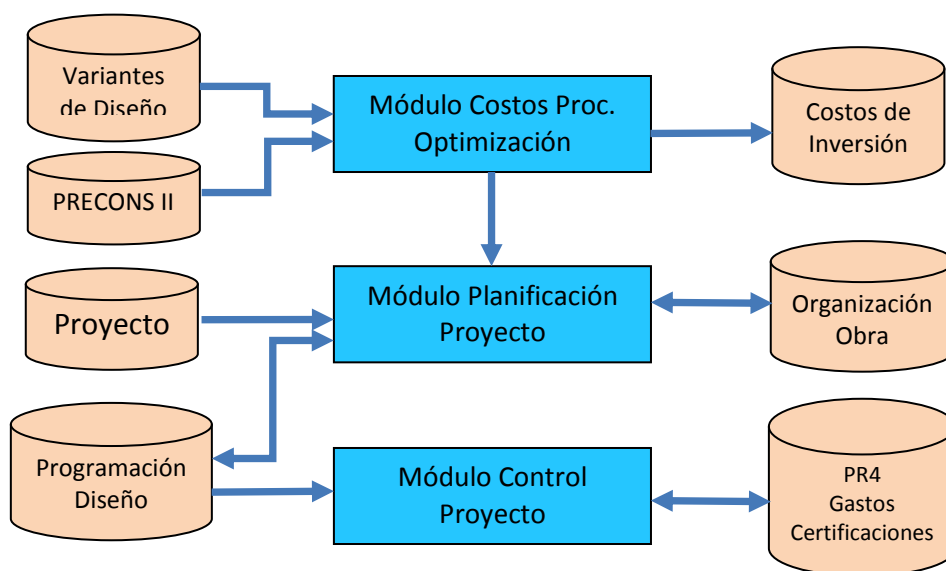 Variantes
de Diseño
Módulo Costos Proc.
Optimización
Costos de
Inversión
PRECONS II
Proyecto
Módulo Planificación
Proyecto
Organización
Obra
Programación
Diseño
Módulo Control
Proyecto
PR4
Gastos
Certificaciones